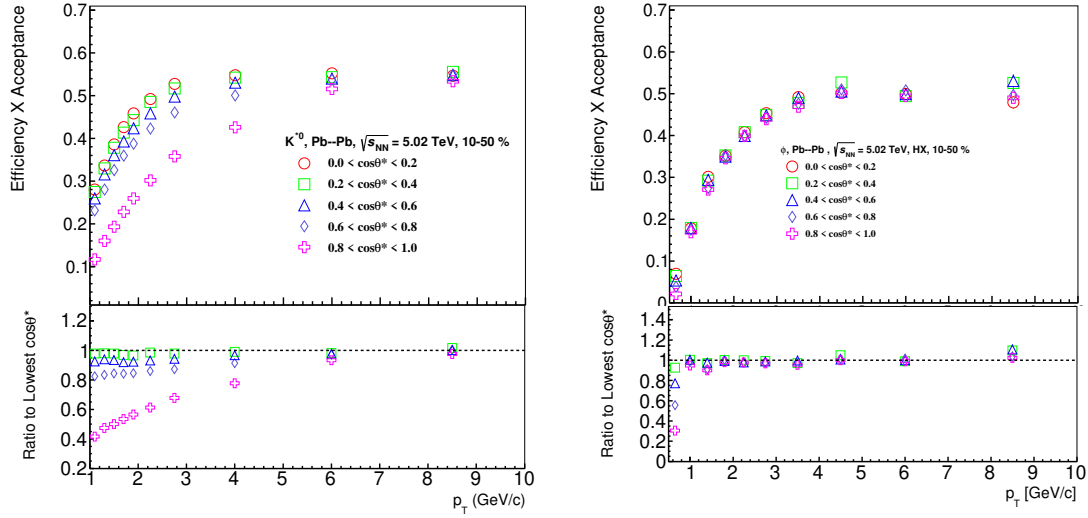 Efficiency X Acceptance
0.7
0.6
0.5
0.4
0.3
0.2
0.1
K*0, Pb--Pb, √sNN = 5.02 TeV, 10-50 %
0.0 < cosθ* < 0.2
0.2 < cosθ* < 0.4
0.4 < cosθ* < 0.6
0.6 < cosθ* < 0.8
0.8 < cosθ* < 1.0
Ratio to Lowest cosθ*
1.2
1
0.8
0.6
0.4
0.2
1 2 3 4 5 6 7 8 9 10
pT (GeV/c)
Efficiency X Acceptance
0.7
0.6
0.5
0.4
0.3
0.2
0.1
0
ϕ, Pb--Pb , √sNN = 5.02 TeV, HX, 10-50 %
0.0 < cosθ* < 0.2
0.2 < cosθ* < 0.4
0.4 < cosθ* < 0.6
0.6 < cosθ* < 0.8
0.8 < cosθ* < 1.0
Ratio to Lowest cosθ*
1.4
1.2
1
0.8
0.6
0.4
0.2
0
1 2 3 4 5 6 7 8 9 10
pT [GeV/c]